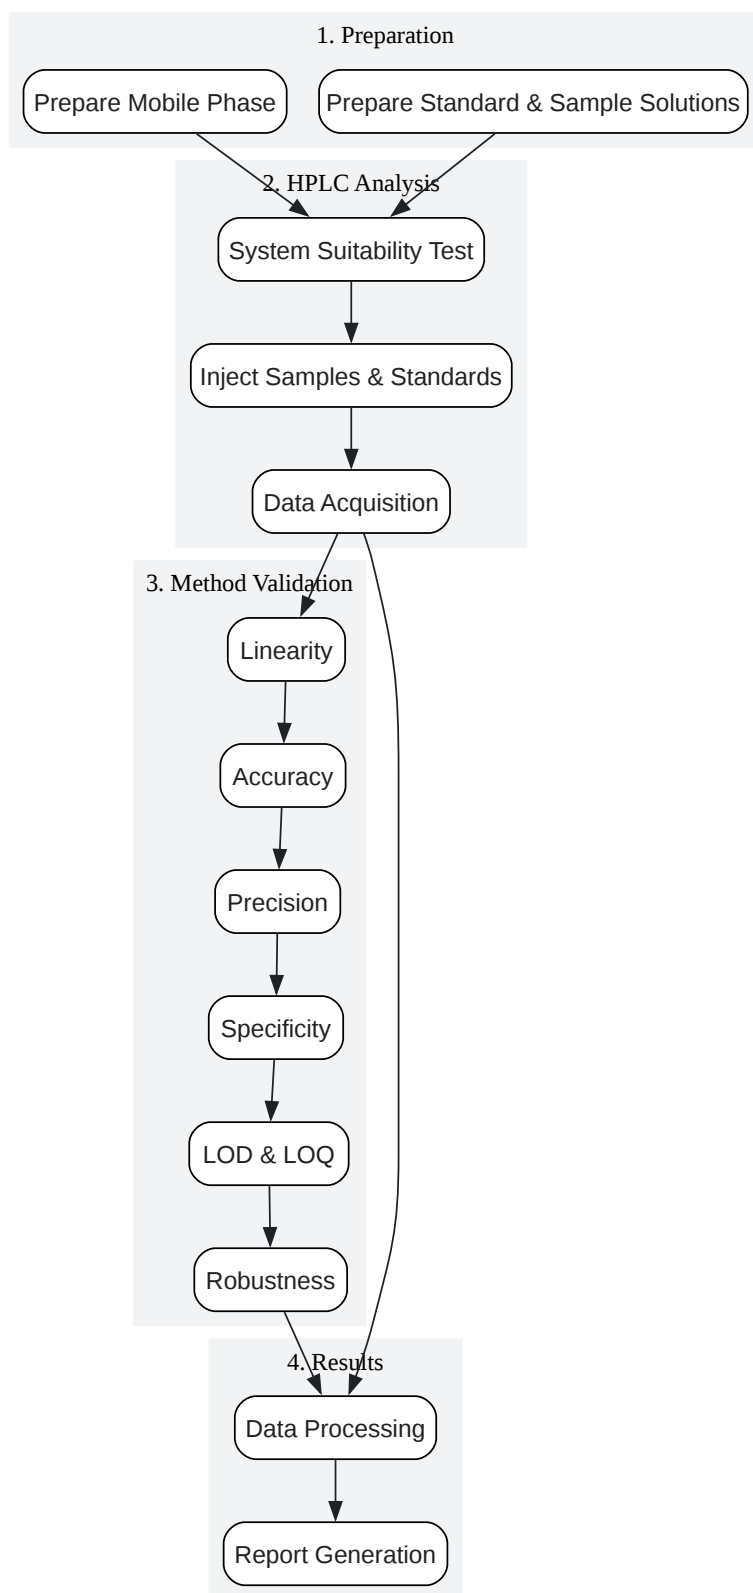 1. Preparation
Prepare Mobile Phase
Prepare Standard & Sample Solutions
2. HPLC Analysis
System Suitability Test
Inject Samples & Standards
Data Acquisition
3. Method Validation
Linearity
Accuracy
Precision
Specificity
LOD & LOQ
Robustness
4. Results
Data Processing
Report Generation